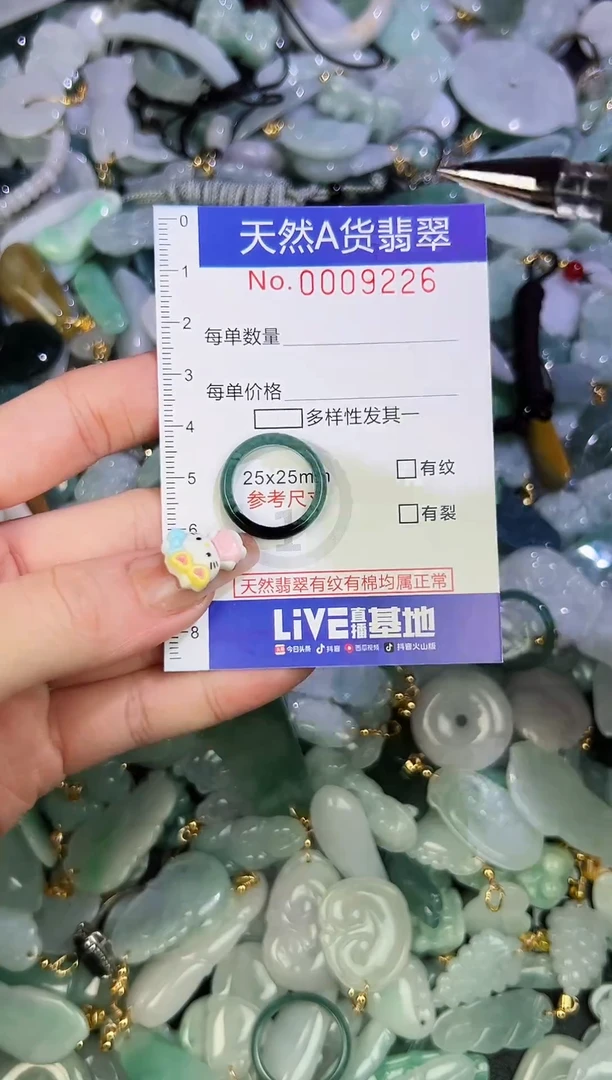 0
天然A货翡翠
No. 0009226
1
2
每单数量
3
每单价格
4
多样性发其一
25x25mm
有纹
5
参考尺寸
1
有裂
6
天然翡翠有纹有棉均属正常
8
LiVE直播基地
今日头条 抖音 西瓜视频 抖音火山版